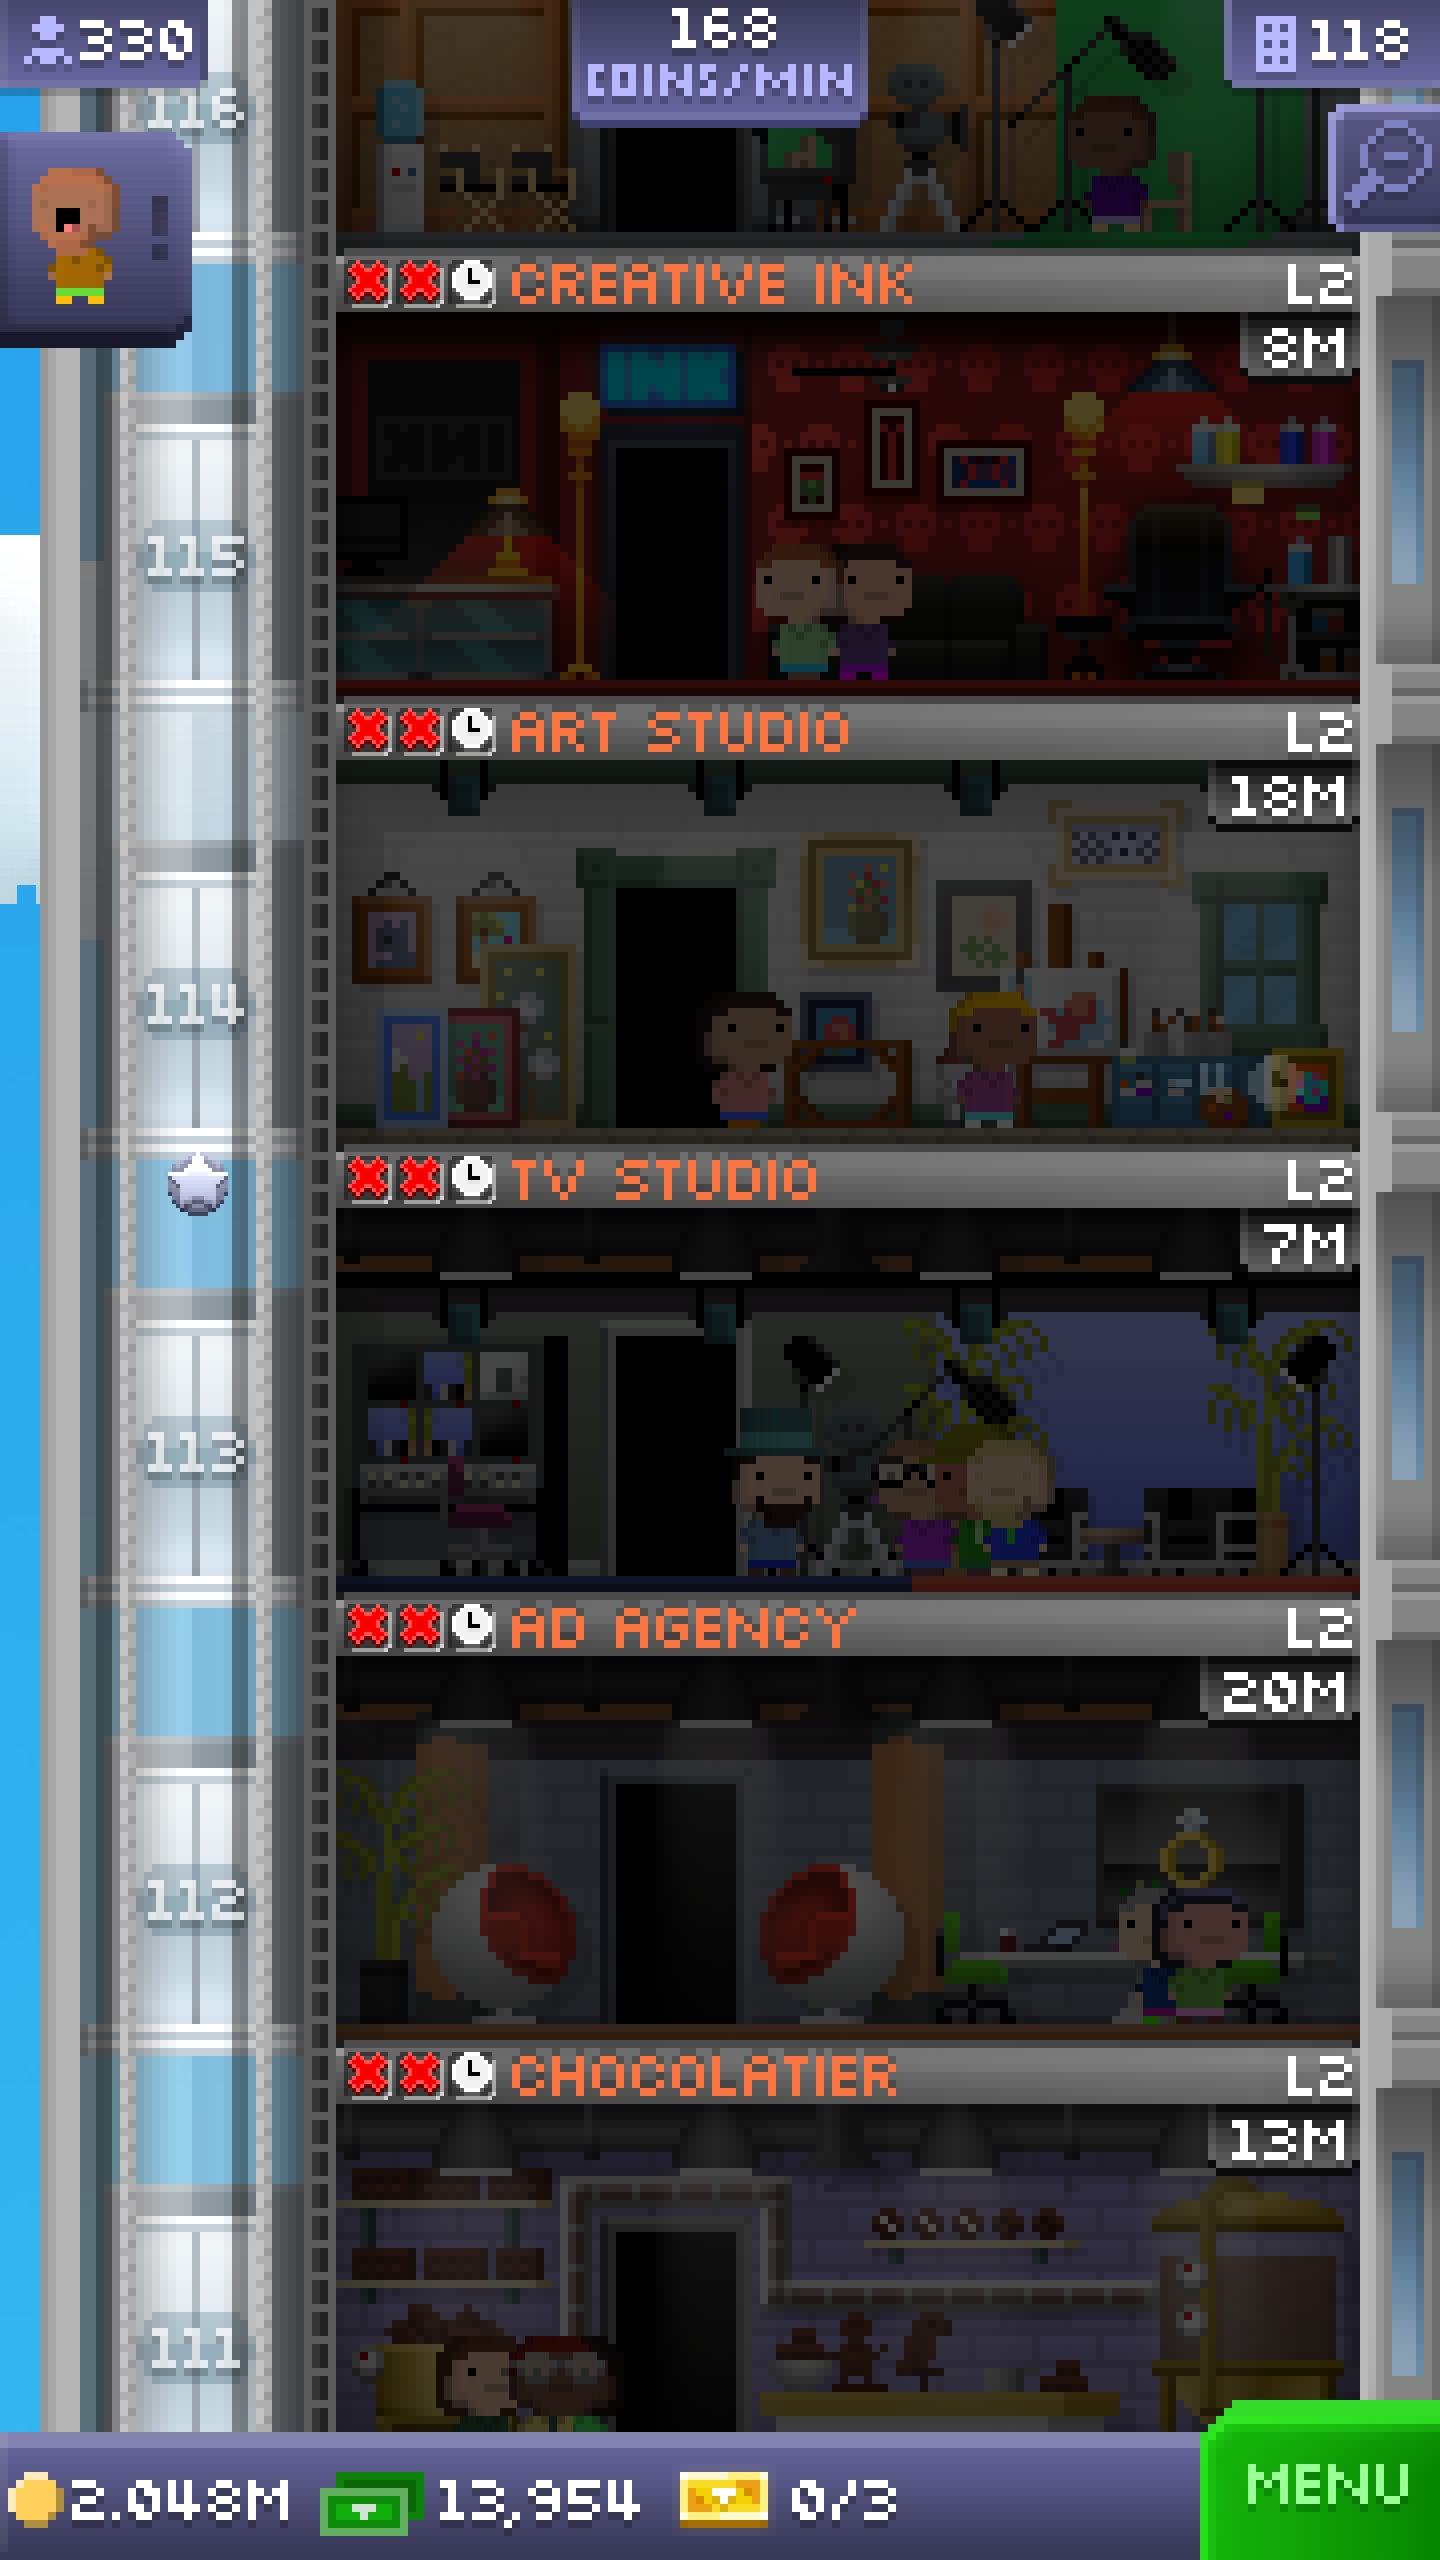 330
168
COINS/MIN
118
116
CREATIVE INK
L2
8M
INK
115
ART STUDIO
L2
18M
114
TV STUDIO
L2
7M
113
AD AGENCY
L2
20M
112
CHOCOLATIER
L2
13M
111
2.048M
13,954
0/3
MENU